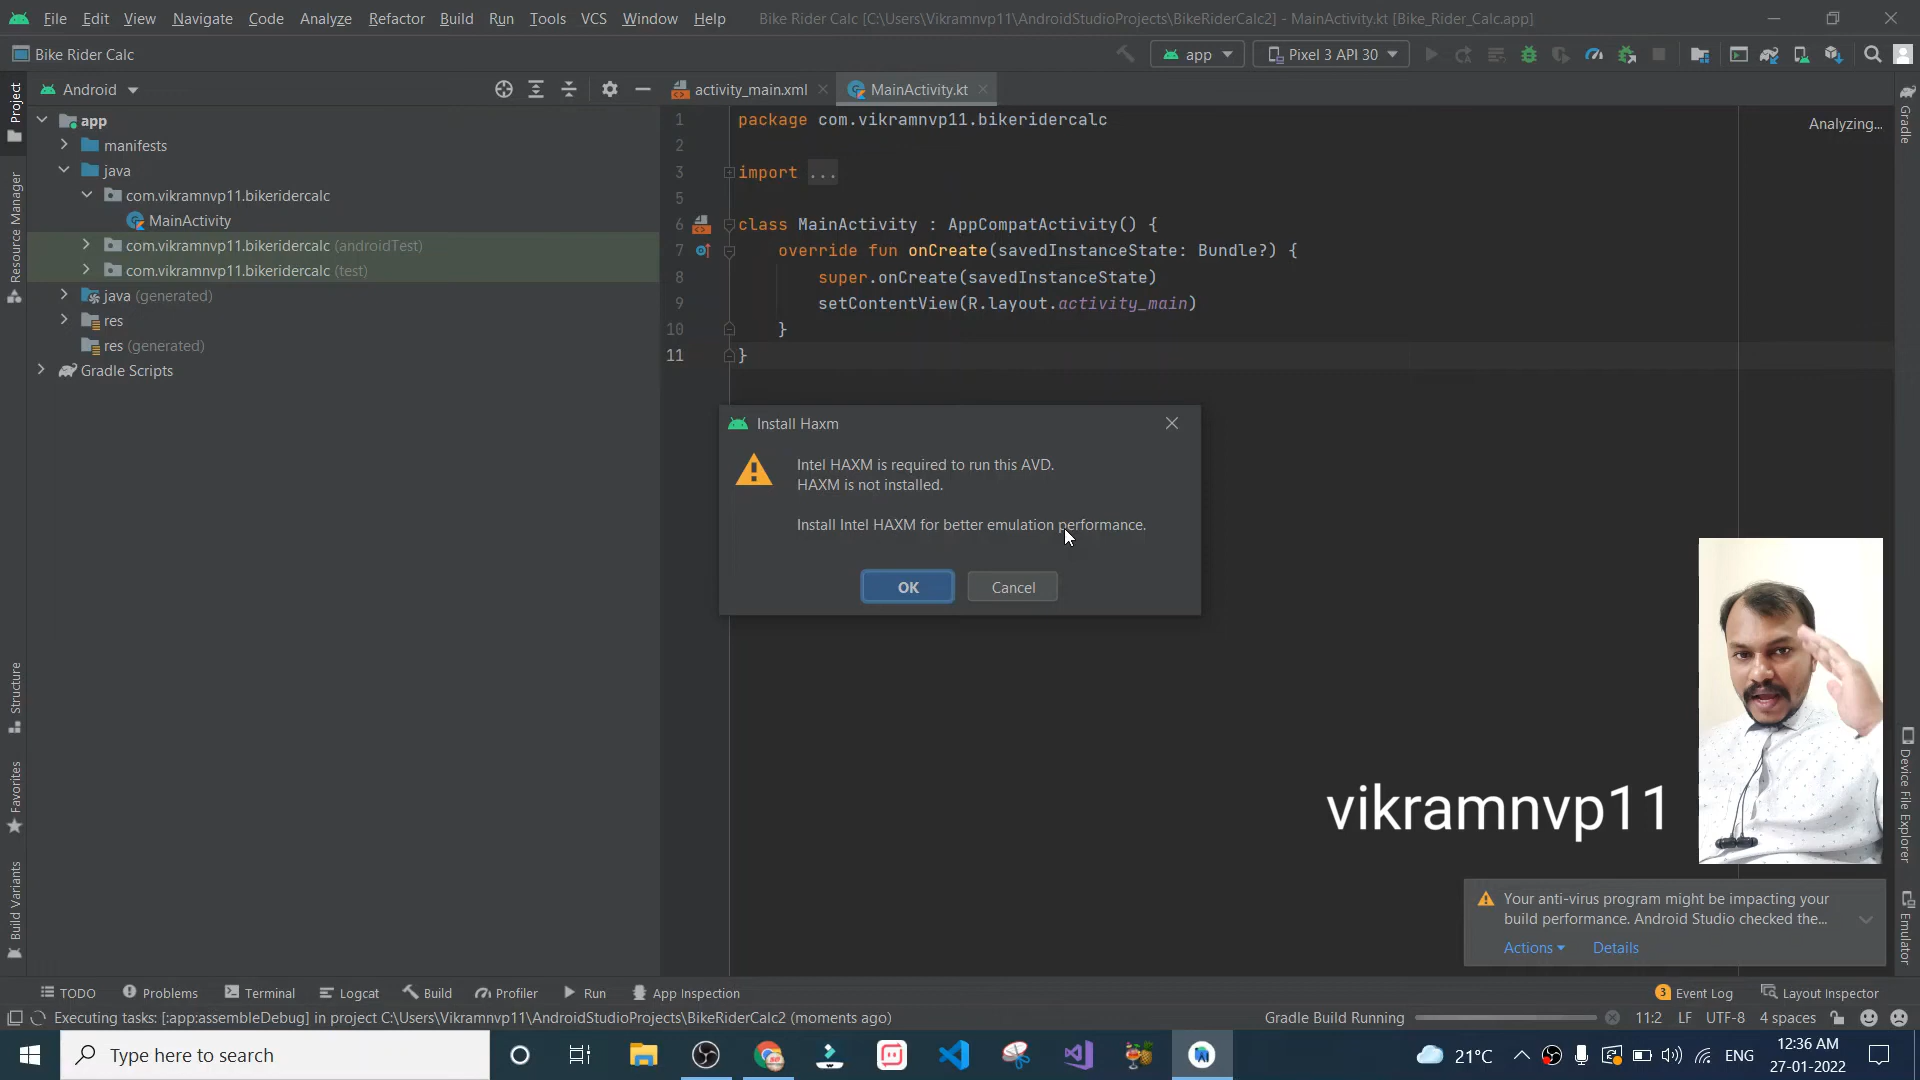 File Edit View Navigate Code Analyze Refactor Build Run Tools VCS Window Help Bike Rider Calc [C:\Users\Vikramnvp11\AndroidStudioProjects\BikeRiderCalc2] - MainActivity.kt [Bike_Rider_Calc.app]
Bike Rider Calc app Pixel 3 API 30
Project
Android
activity_main.xml MainActivity.kt
Gradle
app
manifests
java
com.vikramnvp11.bikeridercalc
MainActivity
com.vikramnvp11.bikeridercalc (androidTest)
com.vikramnvp11.bikeridercalc (test)
java (generated)
res
res (generated)
Gradle Scripts
Resource Manager
Structure
Favorites
Build Variants
1 package com.vikramnvp11.bikeridercalc
Analyzing...
2
3 import ...
5
6 class MainActivity : AppCompatActivity() {
7 override fun onCreate(savedInstanceState: Bundle?) {
8 super.onCreate(savedInstanceState)
9 setContentView(R.layout.activity_main)
10 }
11 }
Install Haxm
Intel HAXM is required to run this AVD.
HAXM is not installed.
Install Intel HAXM for better emulation performance.
OK Cancel
vikramnvp11
Device File Explorer
Emulator
Your anti-virus program might be impacting your
build performance. Android Studio checked the...
Actions Details
TODO Problems Terminal Logcat Build Profiler Run App Inspection 3 Event Log Layout Inspector
Executing tasks: [:app:assembleDebug] in project C:\Users\Vikramnvp11\AndroidStudioProjects\BikeRiderCalc2 (moments ago) Gradle Build Running 11:2 LF UTF-8 4 spaces
Type here to search 21°C ENG 12:36 AM
27-01-2022